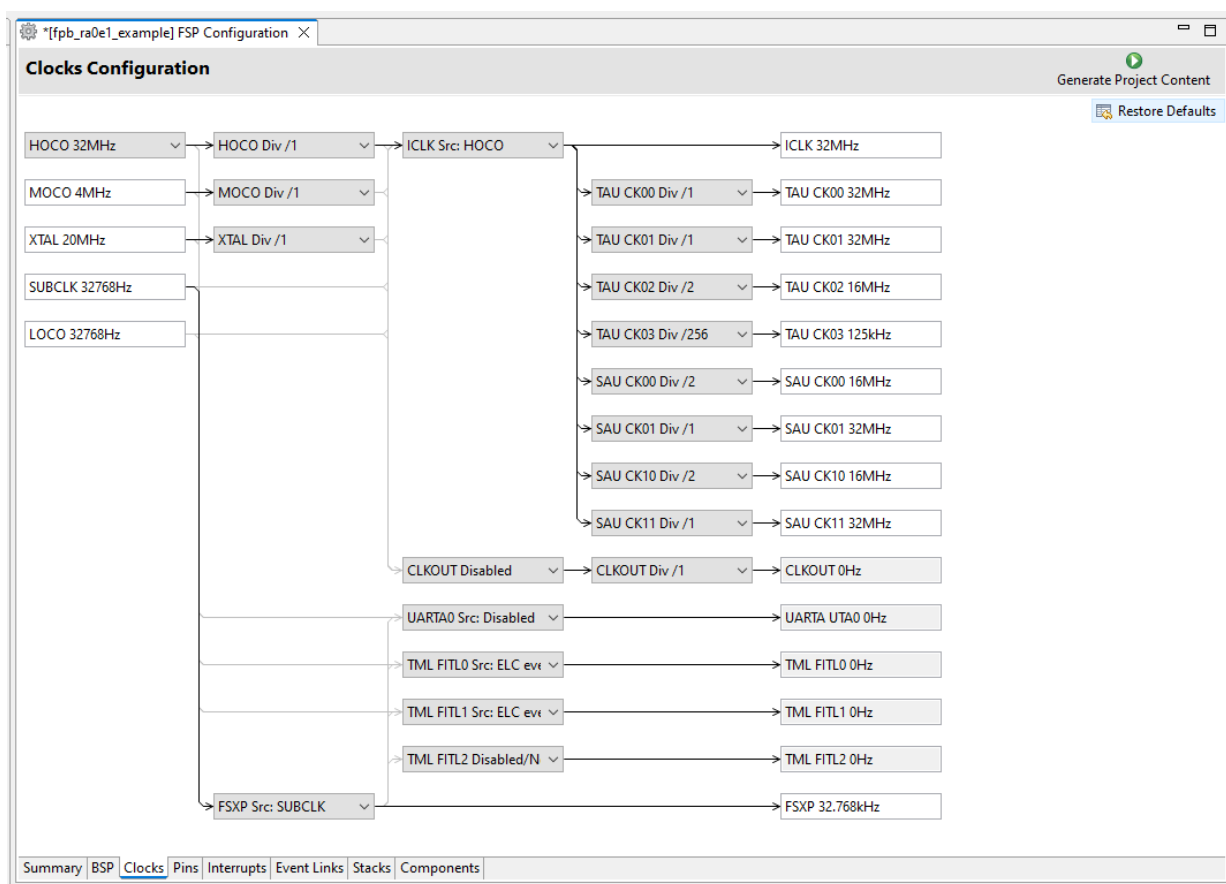 *[fpb_ra0e1_example] FSP Configuration
Clocks Configuration
Generate Project Content
Restore Defaults
HOCO 32MHz HOCO Div /1 ICLK Src: HOCO ICLK 32MHz
MOCO 4MHz MOCO Div /1 TAU CK00 Div /1 TAU CK00 32MHz
XTAL 20MHz XTAL Div /1 TAU CK01 Div /1 TAU CK01 32MHz
SUBCLK 32768Hz TAU CK02 Div /2 TAU CK02 16MHz
LOCO 32768Hz TAU CK03 Div /256 TAU CK03 125kHz
SAU CK00 Div /2 SAU CK00 16MHz
SAU CK01 Div /1 SAU CK01 32MHz
SAU CK10 Div /2 SAU CK10 16MHz
SAU CK11 Div /1 SAU CK11 32MHz
CLKOUT Disabled CLKOUT Div /1 CLKOUT 0Hz
UARTA0 Src: Disabled UARTA UTA0 0Hz
TML FITL0 Src: ELC eve TML FITL0 0Hz
TML FITL1 Src: ELC eve TML FITL1 0Hz
TML FITL2 Disabled/N TML FITL2 0Hz
FSXP Src: SUBCLK FSXP 32.768kHz
Summary BSP Clocks Pins Interrupts Event Links Stacks Components